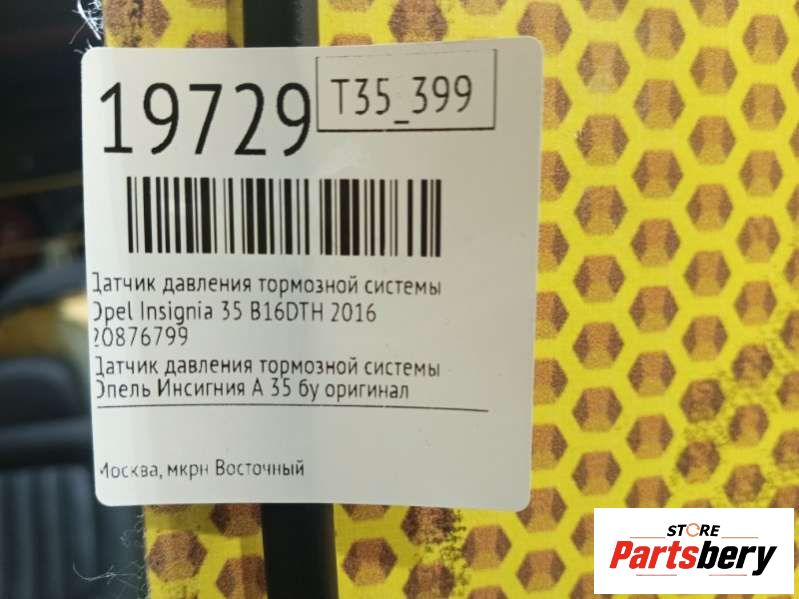 19729
T35_399
Датчик давления тормозной системы
Opel Insignia 35 B16DTH 2016
20876799
Датчик давления тормозной системы
Опель Инсигния А 35 бу оригинал
Москва, мкрн Восточный
STORE
Partsbery